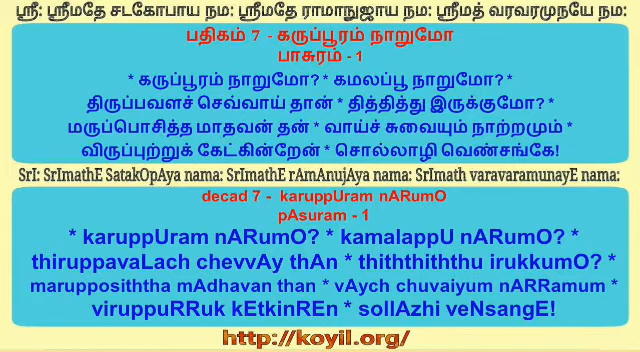 ஸ்ரீ: ஸ்ரீமதே சடகோபாய நம: ஸ்ரீமதே ராமாநுஜாய நம: ஸ்ரீமத் வரவரமுநயே நம:
பதிகம் 7 - கருப்பூரம் நாறுமோ
பாசுரம் - 1
* கருப்பூரம் நாறுமோ? * கமலப்பூ நாறுமோ? *
திருப்பவளச் செவ்வாய் தான் * தித்தித்து இருக்குமோ? *
மருப்பொசித்த மாதவன் தன் * வாய்ச் சுவையும் நாற்றமும் *
விருப்புற்றுக் கேட்கின்றேன் * சொல்லாழி வெண்சங்கே!
SrI: SrImathE SatakOpAya nama: SrImathE rAmAnujAya nama: SrImath varavaramunayE nama:
decad 7 - karuppUram nARumO
pAsuram - 1
* karuppUram nARumO? * kamalappU nARumO? *
thiruppavaLach chevvAy thAn * thiththiththu irukkumO? *
marupposiththa mAdhavan than * vAych chuvaiyum nARRamum *
viruppuRRuk kEtkinREn * sollAzhi veNsangE!
http://koyil.org/